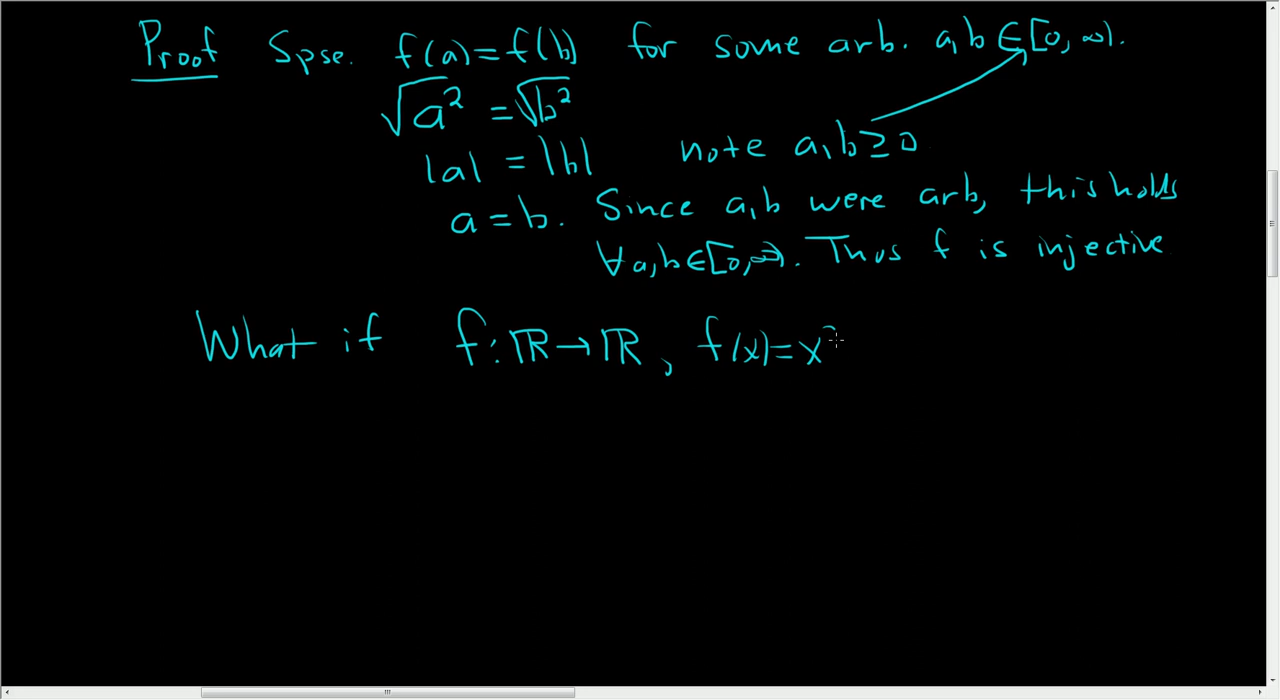 Proof Spse. f(a)=f(b) for some arb. a,b∈[0,∞).
√a² = √b²
|a| = |b| note a,b≥0
a = b. Since a,b were arb, this holds
∀a,b∈[0,∞). Thus f is injective
What if f:ℝ→ℝ, f(x)=x